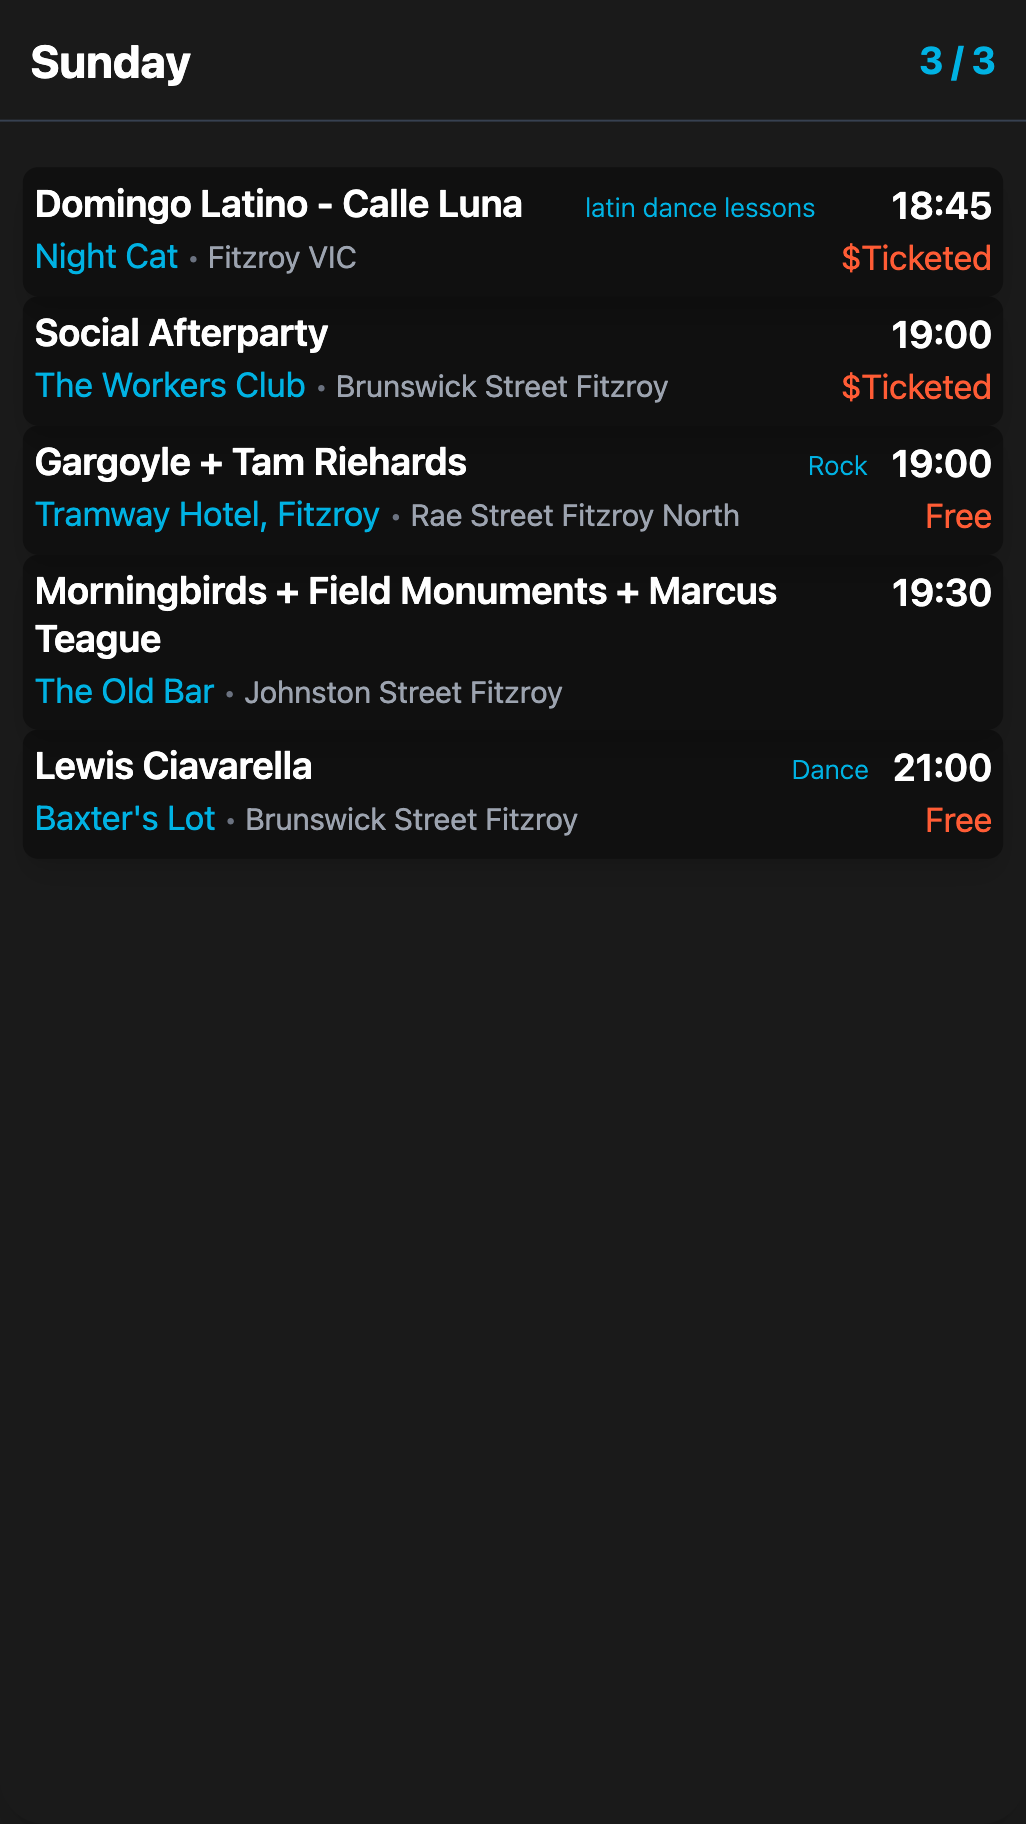 Sunday 3 / 3
Domingo Latino - Calle Luna latin dance lessons 18:45
Night Cat • Fitzroy VIC $Ticketed
Social Afterparty 19:00
The Workers Club • Brunswick Street Fitzroy $Ticketed
Gargoyle + Tam Riehards Rock 19:00
Tramway Hotel, Fitzroy • Rae Street Fitzroy North Free
Morningbirds + Field Monuments + Marcus 19:30
Teague
The Old Bar • Johnston Street Fitzroy
Lewis Ciavarella Dance 21:00
Baxter's Lot • Brunswick Street Fitzroy Free